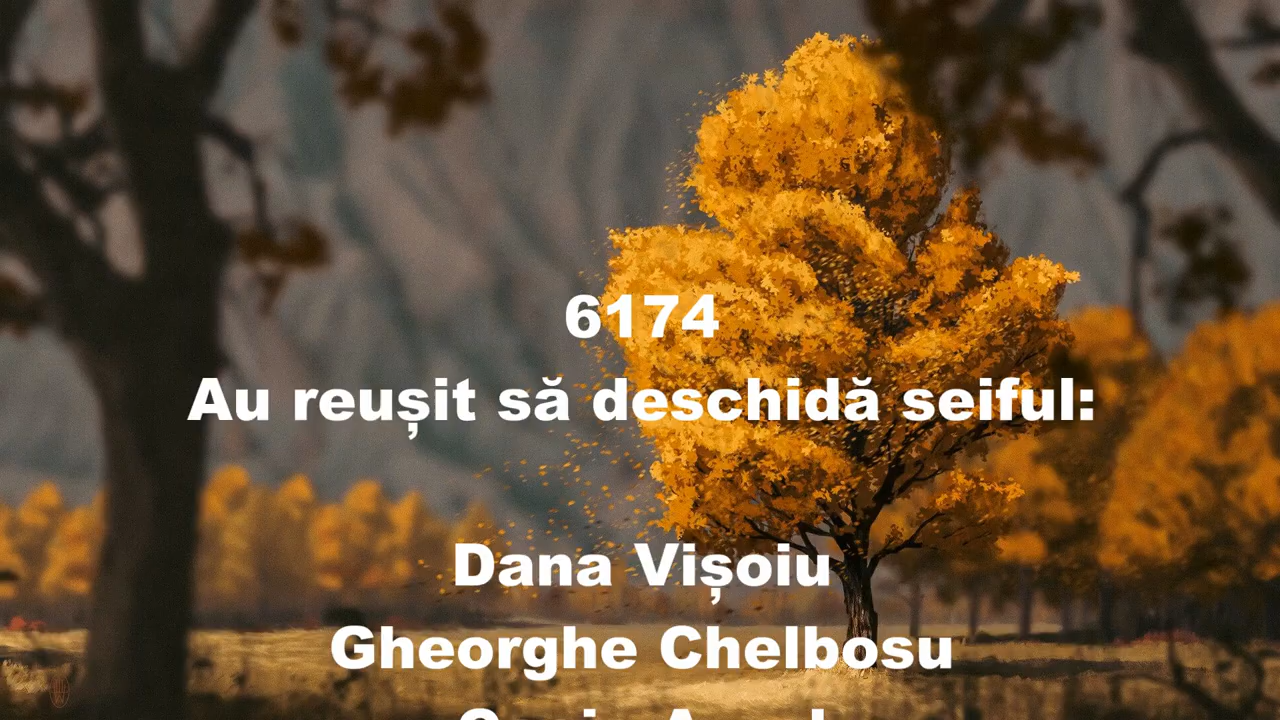 6174
Au reușit să deschidă seiful:
Dana Vișoiu
Gheorghe Chelbosu